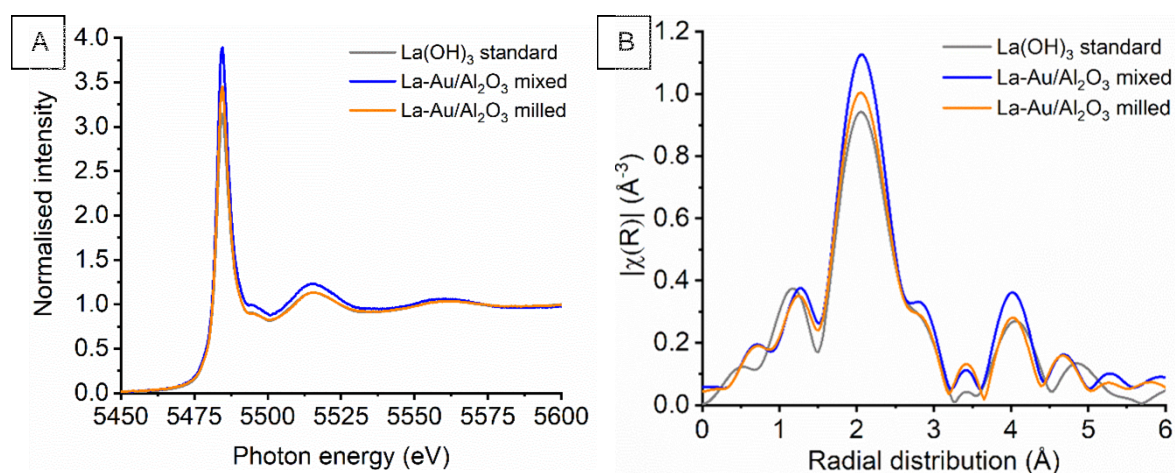 A
4.0
3.5
3.0
2.5
2.0
1.5
1.0
0.5
0.0
Normalised intensity
La(OH)₃ standard
La-Au/Al₂O₃ mixed
La-Au/Al₂O₃ milled
5450 5475 5500 5525 5550 5575 5600
Photon energy (eV)
B
1.2
1.0
0.8
0.6
0.4
0.2
0.0
|χ(R)| (Å⁻³)
La(OH)₃ standard
La-Au/Al₂O₃ mixed
La-Au/Al₂O₃ milled
0 1 2 3 4 5 6
Radial distribution (Å)